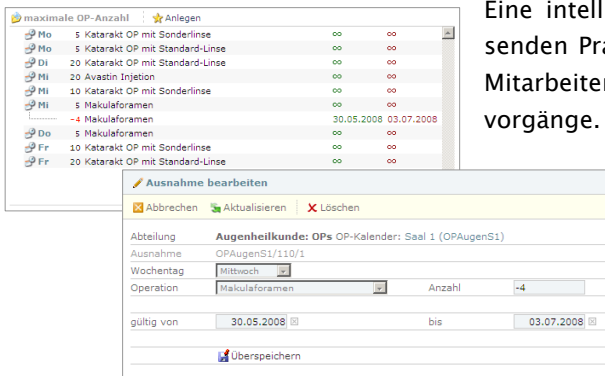 maximale OP-Anzahl Anlegen
Mo 5 Katarakt OP mit Sonderlinse ∞ ∞
Mo 5 Katarakt OP mit Standard-Linse ∞ ∞
Di 20 Katarakt OP mit Standard-Linse ∞ ∞
Mi 20 Avastin Injetion ∞ ∞
Mi 10 Katarakt OP mit Sonderlinse ∞ ∞
Mi 5 Makulaforamen ∞ ∞
-4 Makulaforamen 30.05.2008 03.07.2008
Do 5 Makulaforamen ∞ ∞
Fr 10 Katarakt OP mit Sonderlinse ∞ ∞
Fr 20 Katarakt OP mit Standard-Linse ∞ ∞
Eine intell
senden Pra
Mitarbeiter
vorgänge.
Ausnahme bearbeiten
Abbrechen Aktualisieren Löschen
Abteilung Augenheilkunde: OPs OP-Kalender: Saal 1 (OPAugenS1)
Ausnahme OPAugenS1/110/1
Wochentag Mittwoch
Operation Makulaforamen Anzahl -4
gültig von 30.05.2008 bis 03.07.2008
Überspeichern